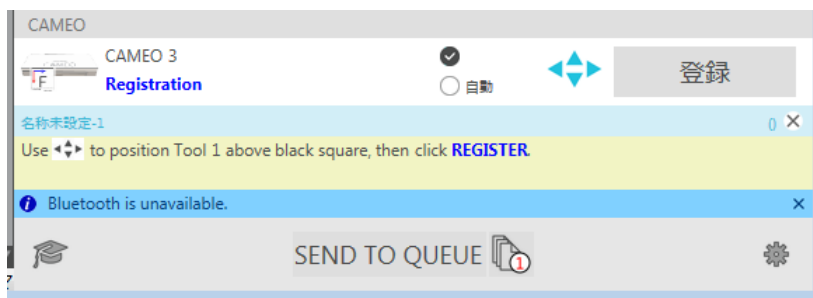 CAMEO
CAMEO 3
Registration
自動
登録
名称未設定-1
0
Use to position Tool 1 above black square, then click REGISTER.
Bluetooth is unavailable.
SEND TO QUEUE
1